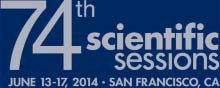 74th scientific
sessions
JUNE 13-17, 2014 • SAN FRANCISCO, CA